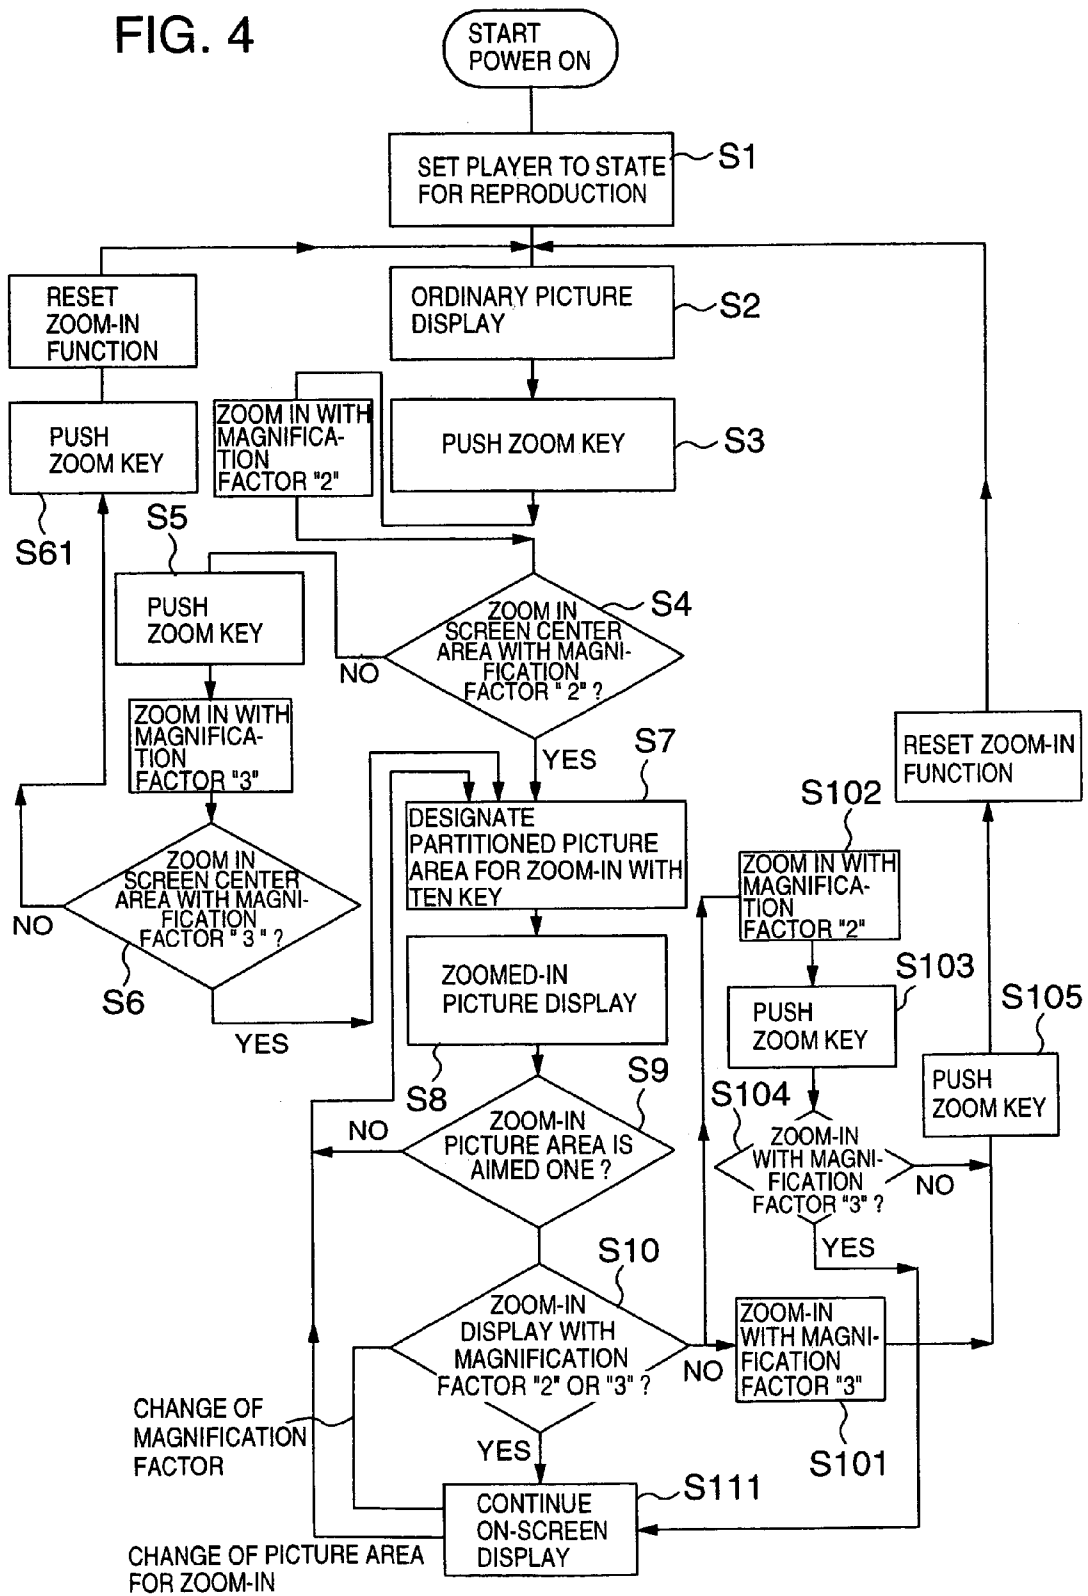 FIG. 4
START
POWER ON
SET PLAYER TO STATE
FOR REPRODUCTION
S1
RESET
ZOOM-IN
FUNCTION
ORDINARY PICTURE
DISPLAY
S2
PUSH
ZOOM KEY
S61
ZOOM IN WITH
MAGNIFICA-
TION
FACTOR "2"
PUSH ZOOM KEY
S3
S5
PUSH
ZOOM KEY
ZOOM IN
SCREEN CENTER
AREA WITH MAGNI-
FICATION
FACTOR " 2" ?
S4
NO
YES
ZOOM IN WITH
MAGNIFICA-
TION
FACTOR "3"
ZOOM IN
SCREEN CENTER
AREA WITH MAGNI-
FICATION
FACTOR " 3 " ?
NO
S6
YES
S7
DESIGNATE
PARTITIONED PICTURE
AREA FOR ZOOM-IN WITH
TEN KEY
RESET ZOOM-IN
FUNCTION
S102
ZOOM IN WITH
MAGNIFICA-
TION
FACTOR "2"
ZOOMED-IN
PICTURE DISPLAY
S8
S103
PUSH
ZOOM KEY
S105
PUSH
ZOOM KEY
S9
ZOOM-IN
PICTURE AREA IS
AIMED ONE ?
NO
S104
ZOOM-IN
WITH MAGNI-
FICATION
FACTOR "3" ?
NO
YES
S10
ZOOM-IN
DISPLAY WITH
MAGNIFICATION
FACTOR "2" OR "3" ?
NO
YES
ZOOM-IN
WITH MAGNI-
FICATION
FACTOR "3"
S101
CHANGE OF
MAGNIFICATION
FACTOR
S111
CONTINUE
ON-SCREEN
DISPLAY
CHANGE OF PICTURE AREA
FOR ZOOM-IN